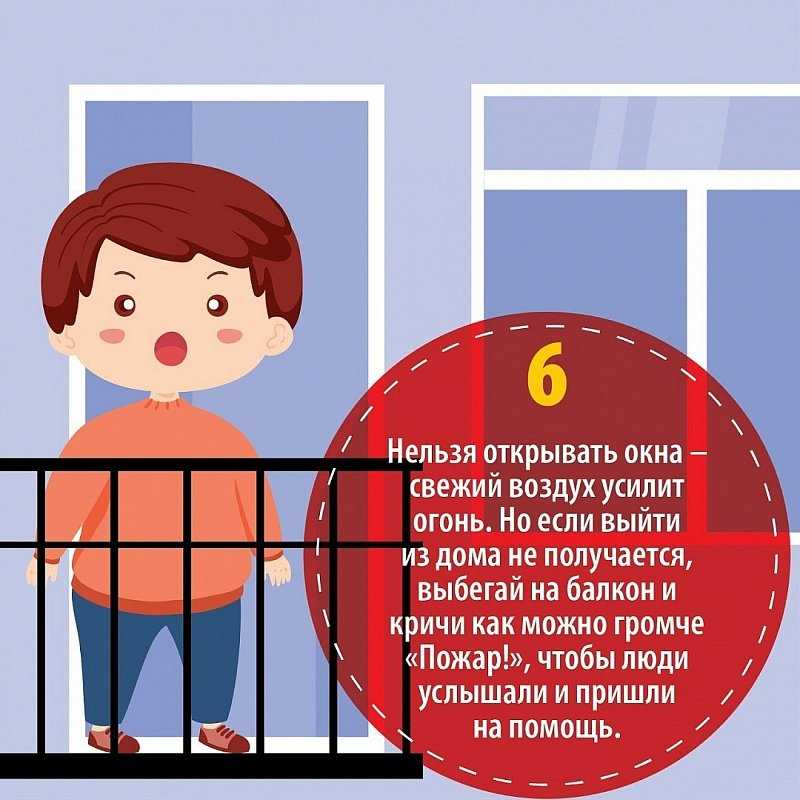 6
Нельзя открывать окна –
свежий воздух усилит
огонь. Но если выйти
из дома не получается,
выбегай на балкон и
кричи как можно громче
«Пожар!», чтобы люди
услышали и пришли
на помощь.